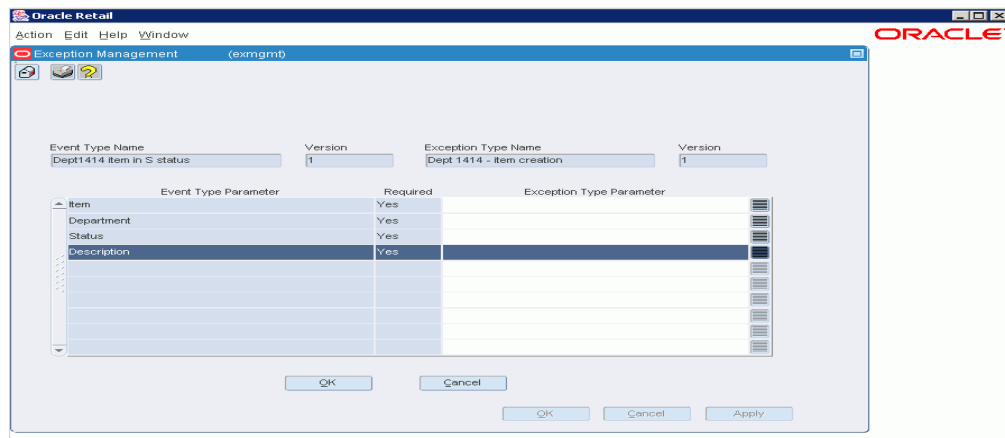 Oracle Retail
Action Edit Help Window
ORACLE
Exception Management (exmgmt)
Event Type Name Version Exception Type Name Version
Dept1414 item in S status 1 Dept 1414 - item creation 1
Event Type Parameter Required Exception Type Parameter
Item Yes
Department Yes
Status Yes
Description Yes
OK Cancel
OK Cancel Apply